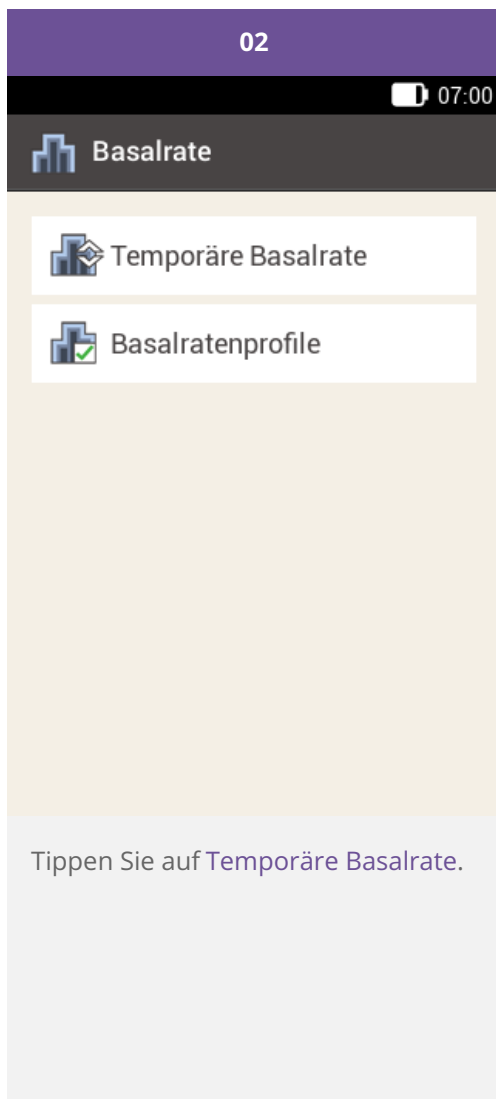 02
07:00
Basalrate
Temporäre Basalrate
Basalratenprofile
Tippen Sie auf Temporäre Basalrate.